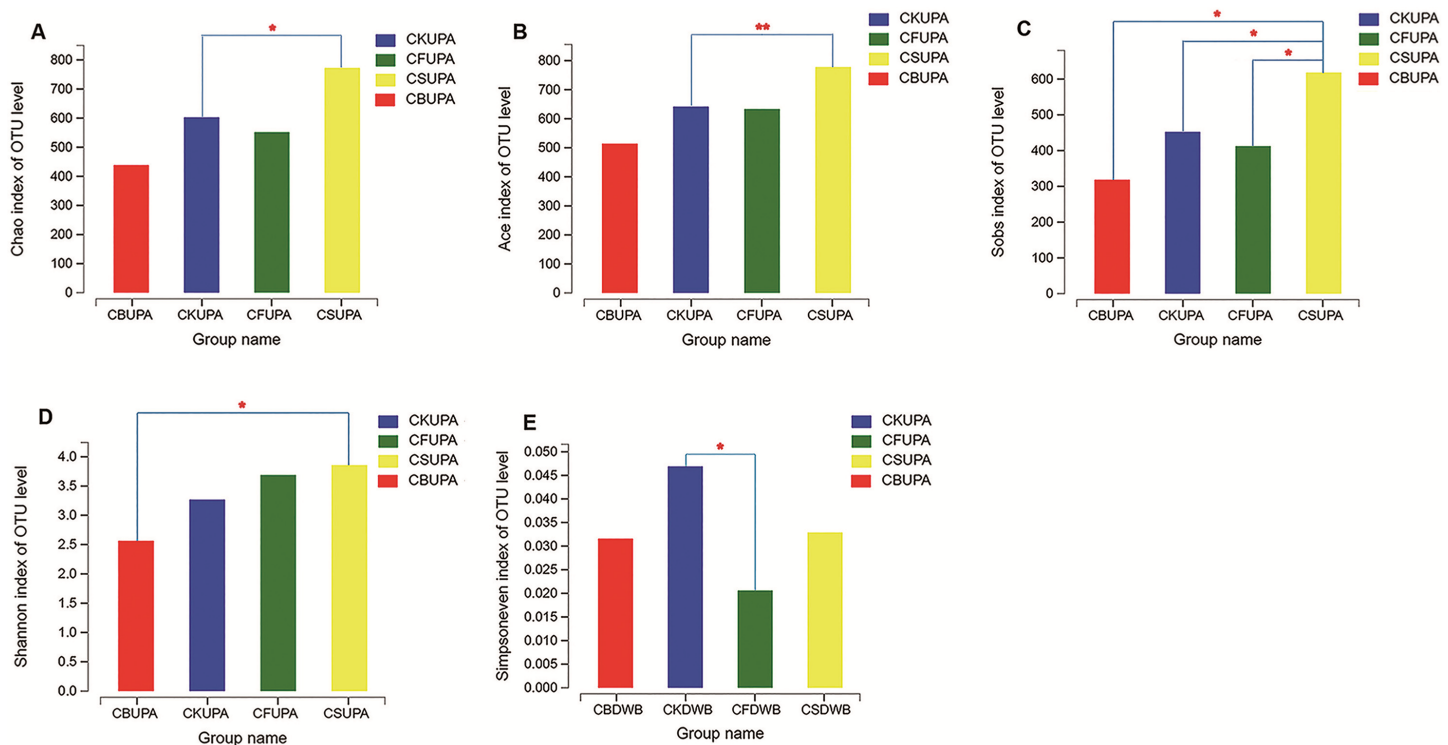 A
*
CKUPA
CFUPA
CSUPA
CBUPA
Chao index of OTU level
800
700
600
500
400
300
200
100
0
CBUPA CKUPA CFUPA CSUPA
Group name
B
**
CKUPA
CFUPA
CSUPA
CBUPA
Ace index of OTU level
800
700
600
500
400
300
200
100
0
CBUPA CKUPA CFUPA CSUPA
Group name
C
*
*
*
CKUPA
CFUPA
CSUPA
CBUPA
Sobs index of OTU level
600
500
400
300
200
100
0
CBUPA CKUPA CFUPA CSUPA
Group name
D
*
CKUPA
CFUPA
CSUPA
CBUPA
Shannon index of OTU level
4.0
3.5
3.0
2.5
2.0
1.5
1.0
0.5
0.0
CBUPA CKUPA CFUPA CSUPA
Group name
E
*
CKUPA
CFUPA
CSUPA
CBUPA
Simpsoneven index of OTU level
0.050
0.045
0.040
0.035
0.030
0.025
0.020
0.015
0.010
0.005
0.000
CBDWB CKDWB CFDWB CSDWB
Group name